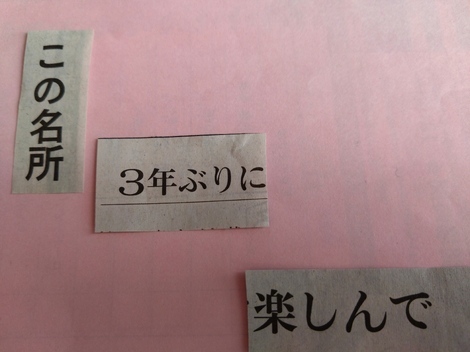 この名所
3年ぶりに
楽しんで